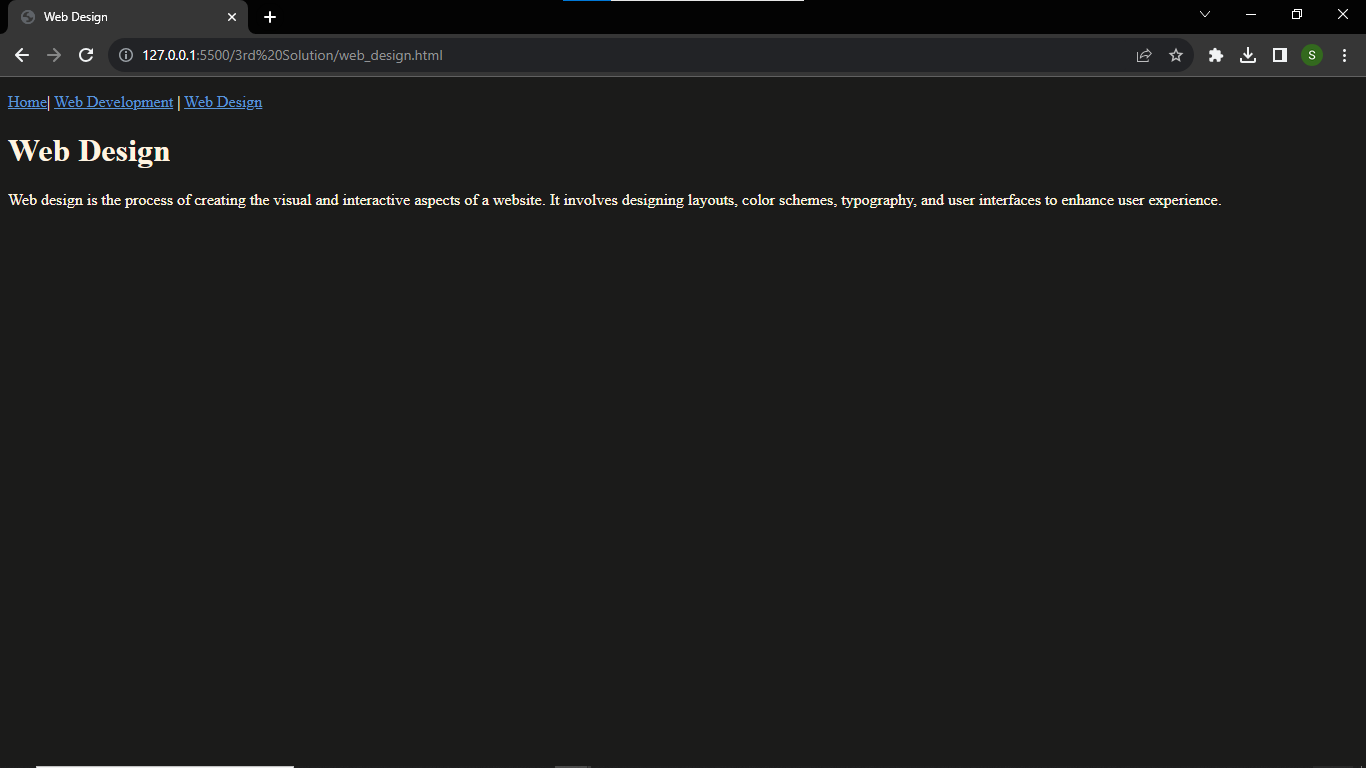 Web Design
127.0.0.1:5500/3rd%20Solution/web_design.html
S
Home| Web Development | Web Design
Web Design
Web design is the process of creating the visual and interactive aspects of a website. It involves designing layouts, color schemes, typography, and user interfaces to enhance user experience.